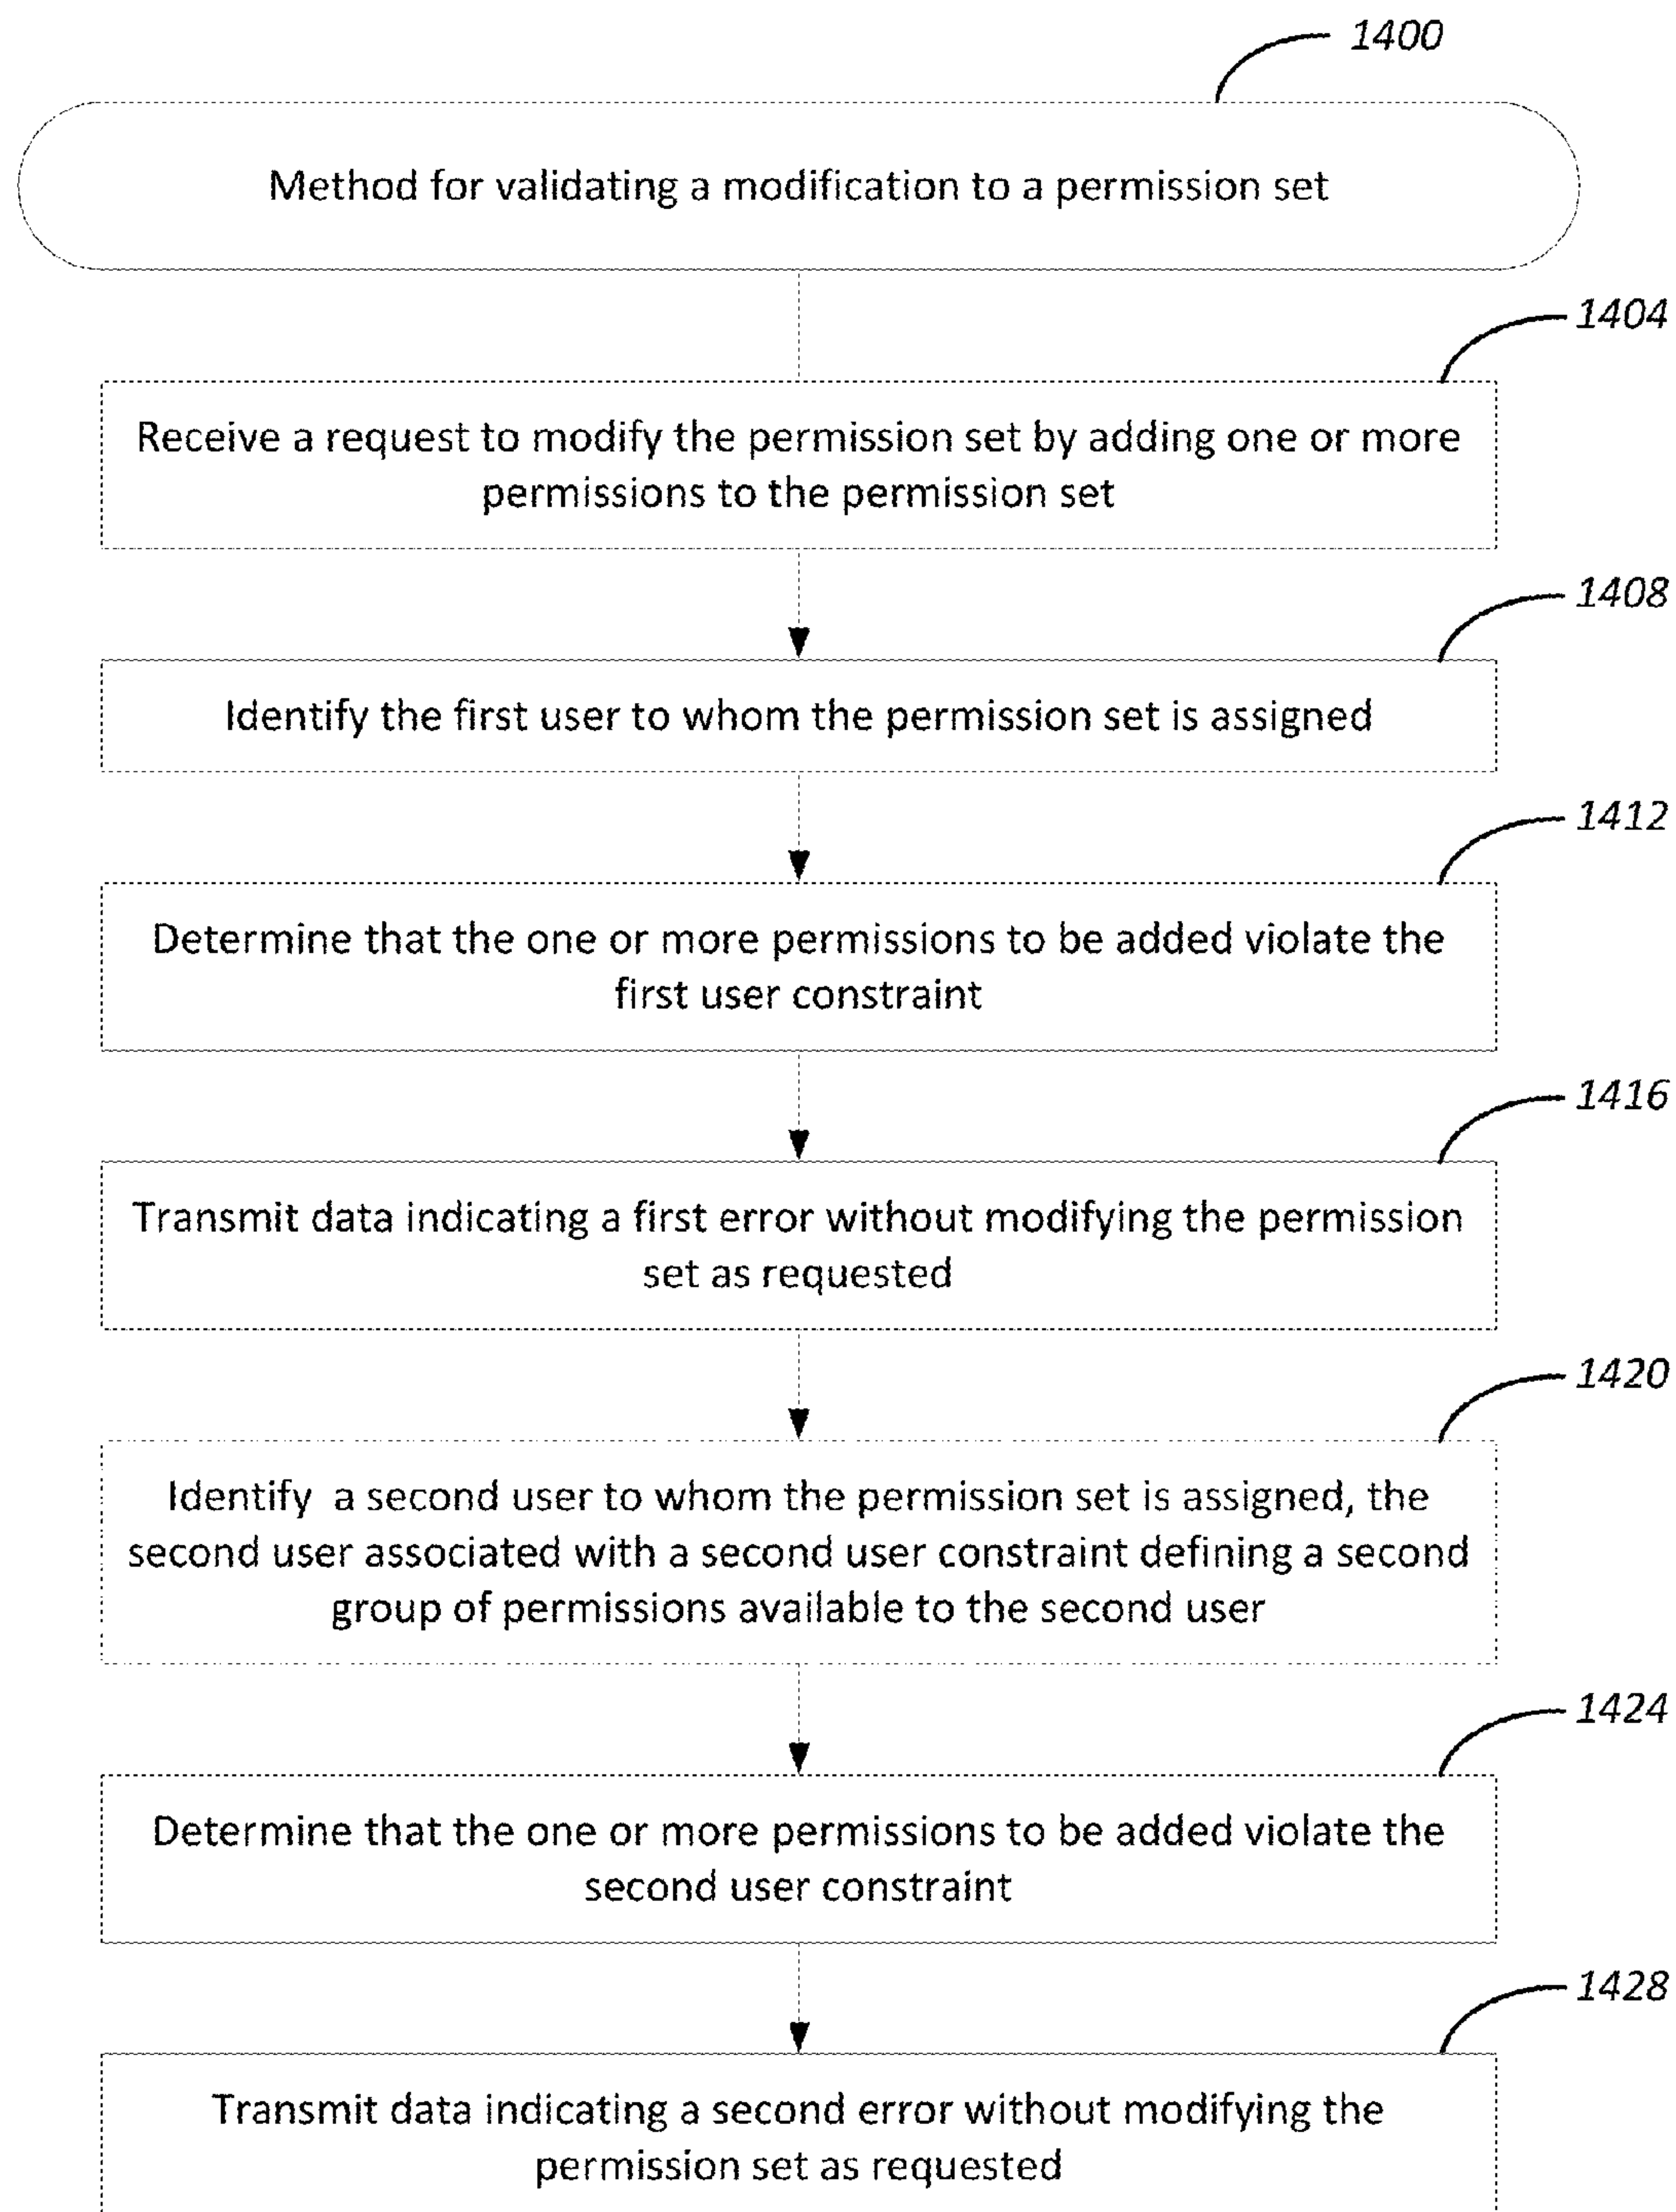 1400
Method for validating a modification to a permission set
1404
Receive a request to modify the permission set by adding one or more
permissions to the permission set
1408
Identify the first user to whom the permission set is assigned
1412
Determine that the one or more permissions to be added violate the
first user constraint
1416
Transmit data indicating a first error without modifying the permission
set as requested
1420
Identify a second user to whom the permission set is assigned, the
second user associated with a second user constraint defining a second
group of permissions available to the second user
1424
Determine that the one or more permissions to be added violate the
second user constraint
1428
Transmit data indicating a second error without modifying the
permission set as requested